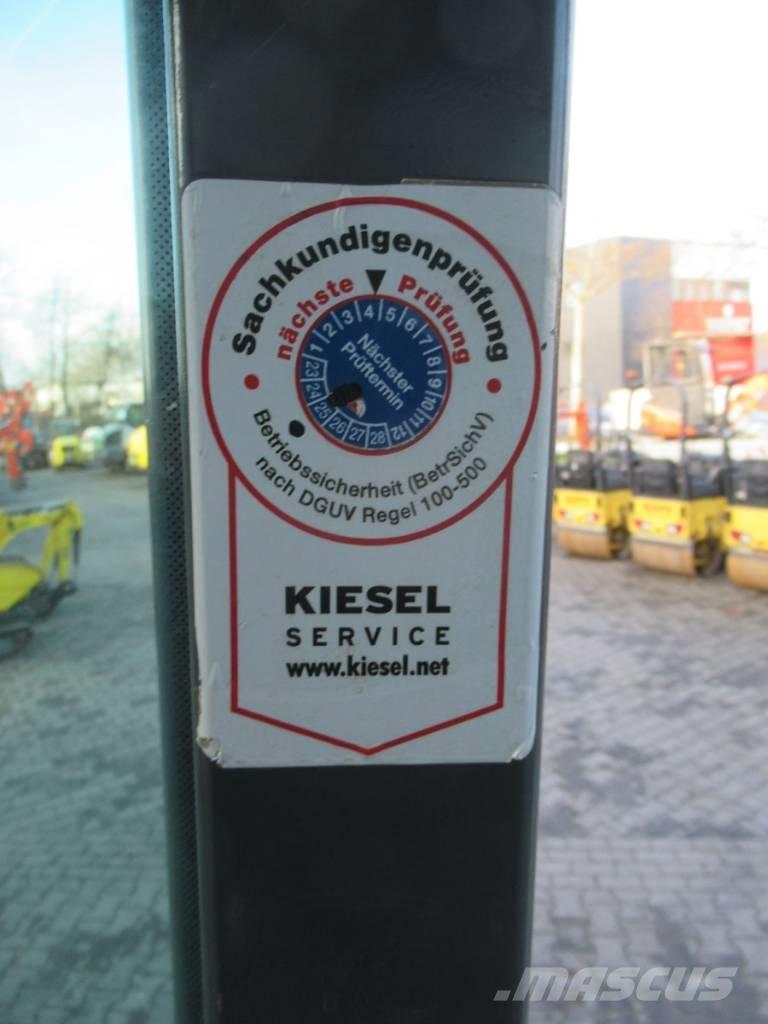 Sachkundigenprüfung
nächste Prüfung
1 2 3 4 5 6 7 8 9 10 11 12
23 24 25 26 27 28
Nächster
Prüftermin
Betriebssicherheit (BetrSichV)
nach DGUV Regel 100-500
KIESEL
SERVICE
www.kiesel.net
MASCUS